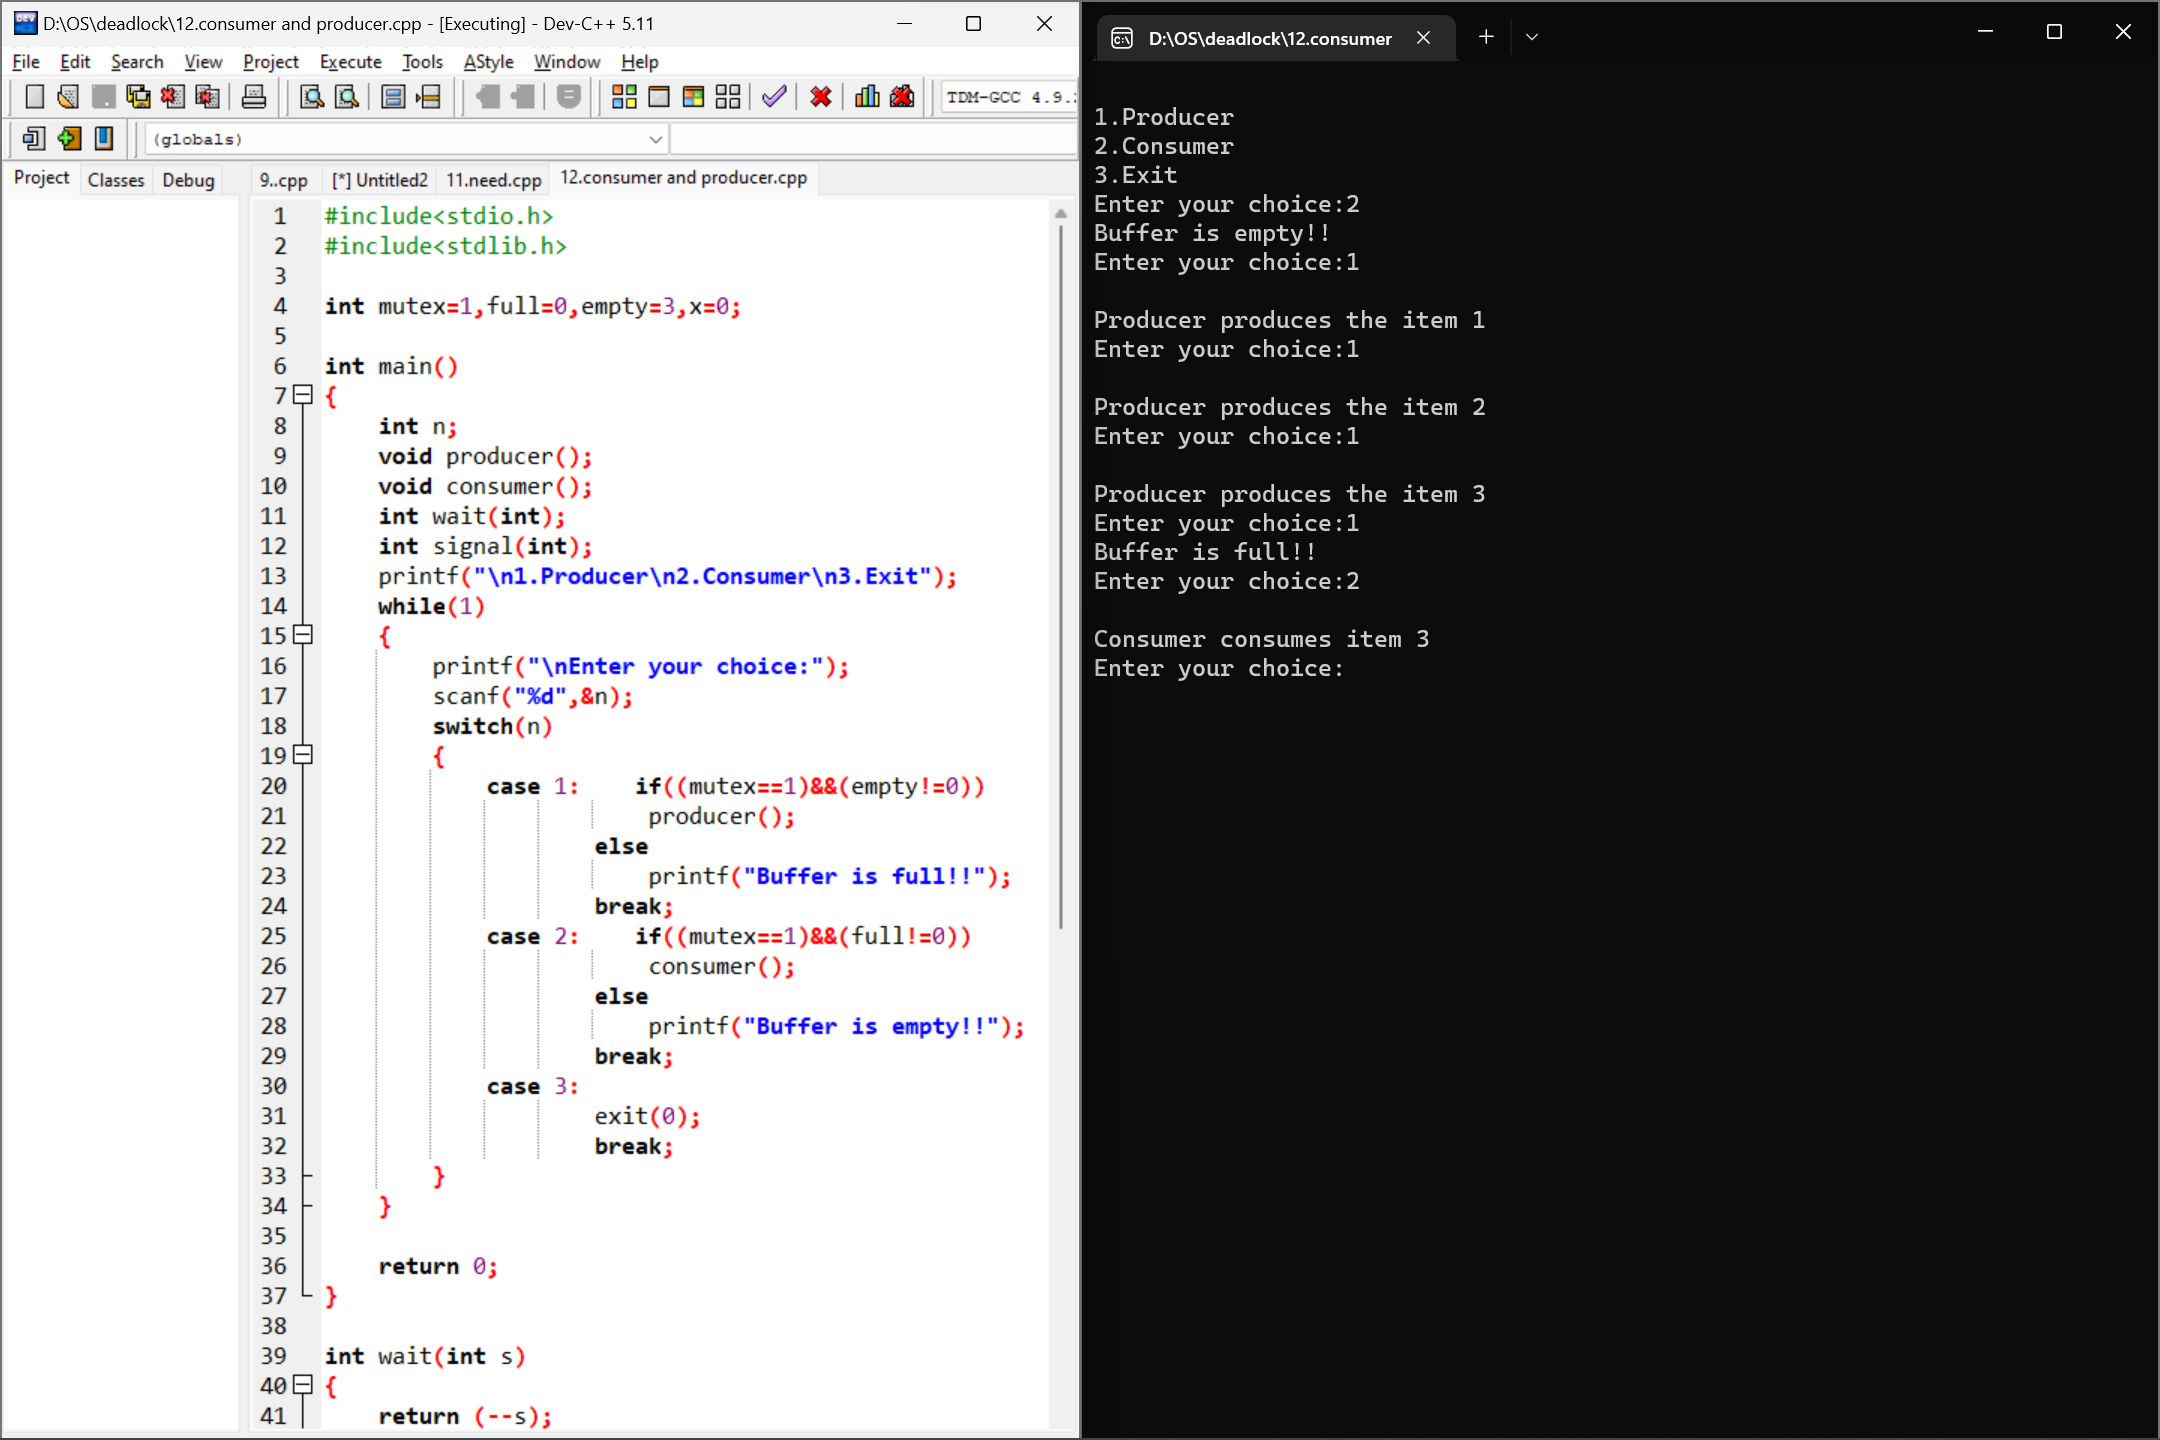 D:\OS\deadlock\12.consumer and producer.cpp - [Executing] - Dev-C++ 5.11
File Edit Search View Project Execute Tools AStyle Window Help
TDM-GCC 4.9.
(globals)
Project Classes Debug
9..cpp [*] Untitled2 11.need.cpp 12.consumer and producer.cpp
1 #include<stdio.h>
2 #include<stdlib.h>
3
4 int mutex=1,full=0,empty=3,x=0;
5
6 int main()
7 {
8 int n;
9 void producer();
10 void consumer();
11 int wait(int);
12 int signal(int);
13 printf("\n1.Producer\n2.Consumer\n3.Exit");
14 while(1)
15 {
16 printf("\nEnter your choice:");
17 scanf("%d",&n);
18 switch(n)
19 {
20 case 1: if((mutex==1)&&(empty!=0))
21 producer();
22 else
23 printf("Buffer is full!!");
24 break;
25 case 2: if((mutex==1)&&(full!=0))
26 consumer();
27 else
28 printf("Buffer is empty!!");
29 break;
30 case 3:
31 exit(0);
32 break;
33 }
34 }
35
36 return 0;
37 }
38
39 int wait(int s)
40 {
41 return (--s);
D:\OS\deadlock\12.consumer
1.Producer
2.Consumer
3.Exit
Enter your choice:2
Buffer is empty!!
Enter your choice:1
Producer produces the item 1
Enter your choice:1
Producer produces the item 2
Enter your choice:1
Producer produces the item 3
Enter your choice:1
Buffer is full!!
Enter your choice:2
Consumer consumes item 3
Enter your choice: